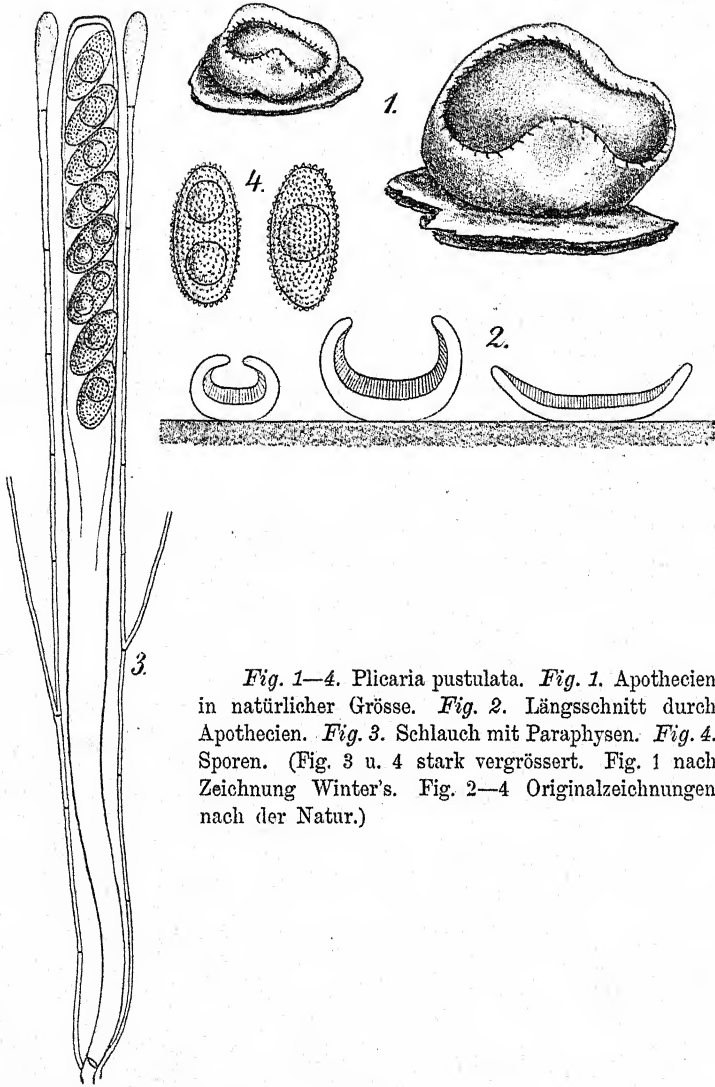 1.
4.
2.
3.
Fig. 1—4. Plicaria pustulata. Fig. 1. Apothecien
in natürlicher Grösse. Fig. 2. Längsschnitt durch
Apothecien. Fig. 3. Schlauch mit Paraphysen. Fig. 4.
Sporen. (Fig. 3 u. 4 stark vergrössert. Fig. 1 nach
Zeichnung Winter's. Fig. 2—4 Originalzeichnungen
nach der Natur.)